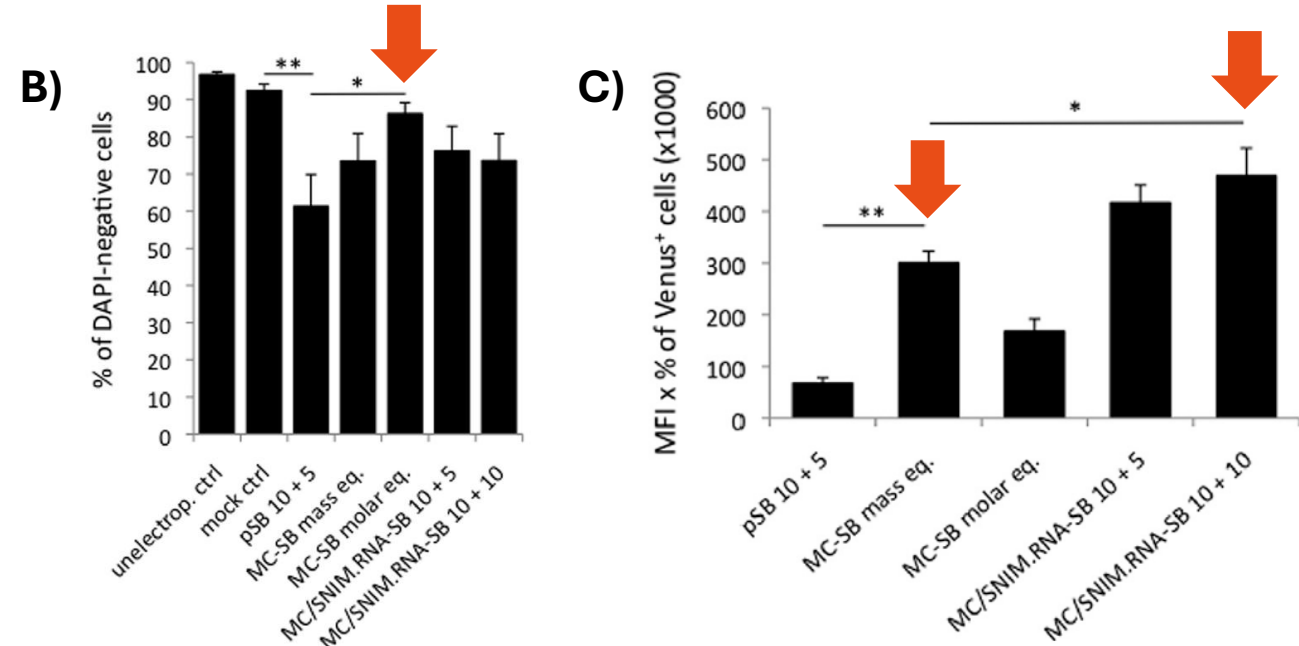 B)
% of DAPI-negative cells
100
90
80
70
60
50
40
30
20
10
0
**
*
unelectrop. ctrl
mock ctrl
pSB 10 + 5
MC-SB mass eq.
MC-SB molar eq.
MC/SNIM.RNA-SB 10 + 5
MC/SNIM.RNA-SB 10 + 10
C)
MFI x % of Venus⁺ cells (x1000)
600
500
400
300
200
100
0
**
*
pSB 10 + 5
MC-SB mass eq.
MC-SB molar eq.
MC/SNIM.RNA-SB 10 + 5
MC/SNIM.RNA-SB 10 + 10